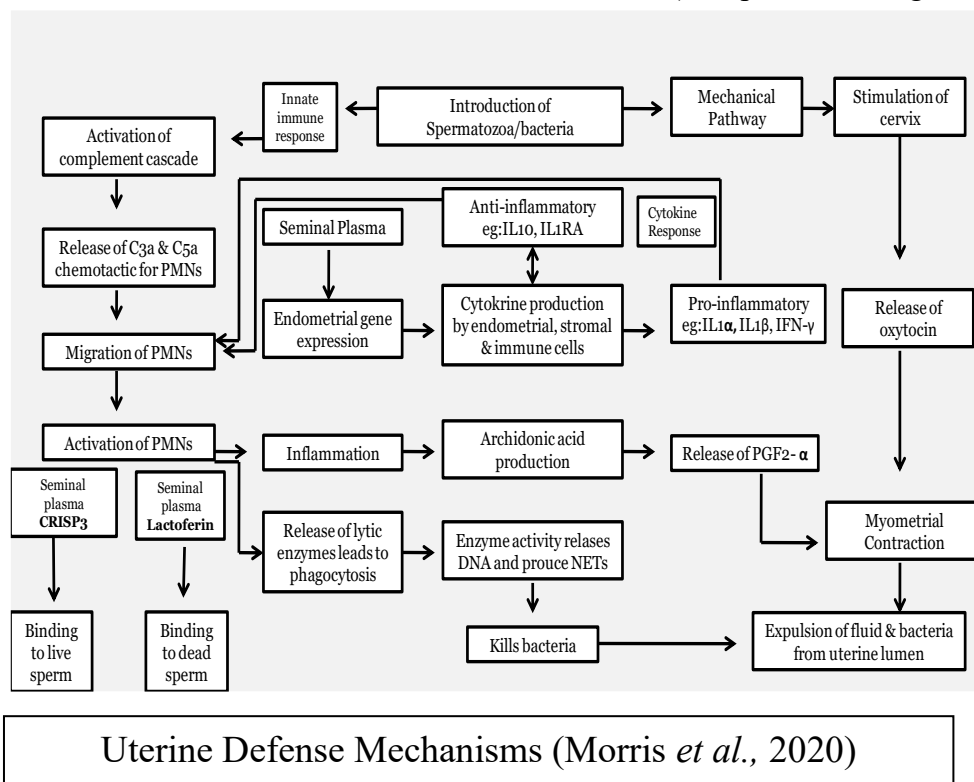 Innate
immune
response
Introduction of
Spermatozoa/bacteria
Mechanical
Pathway
Stimulation of
cervix
Activation of
complement cascade
Seminal Plasma
Anti-inflammatory
eg:IL10, IL1RA
Cytokine
Response
Release of C3a & C5a
chemotactic for PMNs
Endometrial gene
expression
Cytokrine production
by endometrial, stromal
& immune cells
Pro-inflammatory
eg:IL1α, IL1β, IFN-γ
Release of
oxytocin
Migration of PMNs
Activation of PMNs
Inflammation
Archidonic acid
production
Release of PGF2- α
Seminal
plasma
CRISP3
Seminal
plasma
Lactoferin
Release of lytic
enzymes leads to
phagocytosis
Enzyme activity relases
DNA and prouce NETs
Myometrial
Contraction
Binding
to live
sperm
Binding
to dead
sperm
Kills bacteria
Expulsion of fluid & bacteria
from uterine lumen
Uterine Defense Mechanisms (Morris et al., 2020)